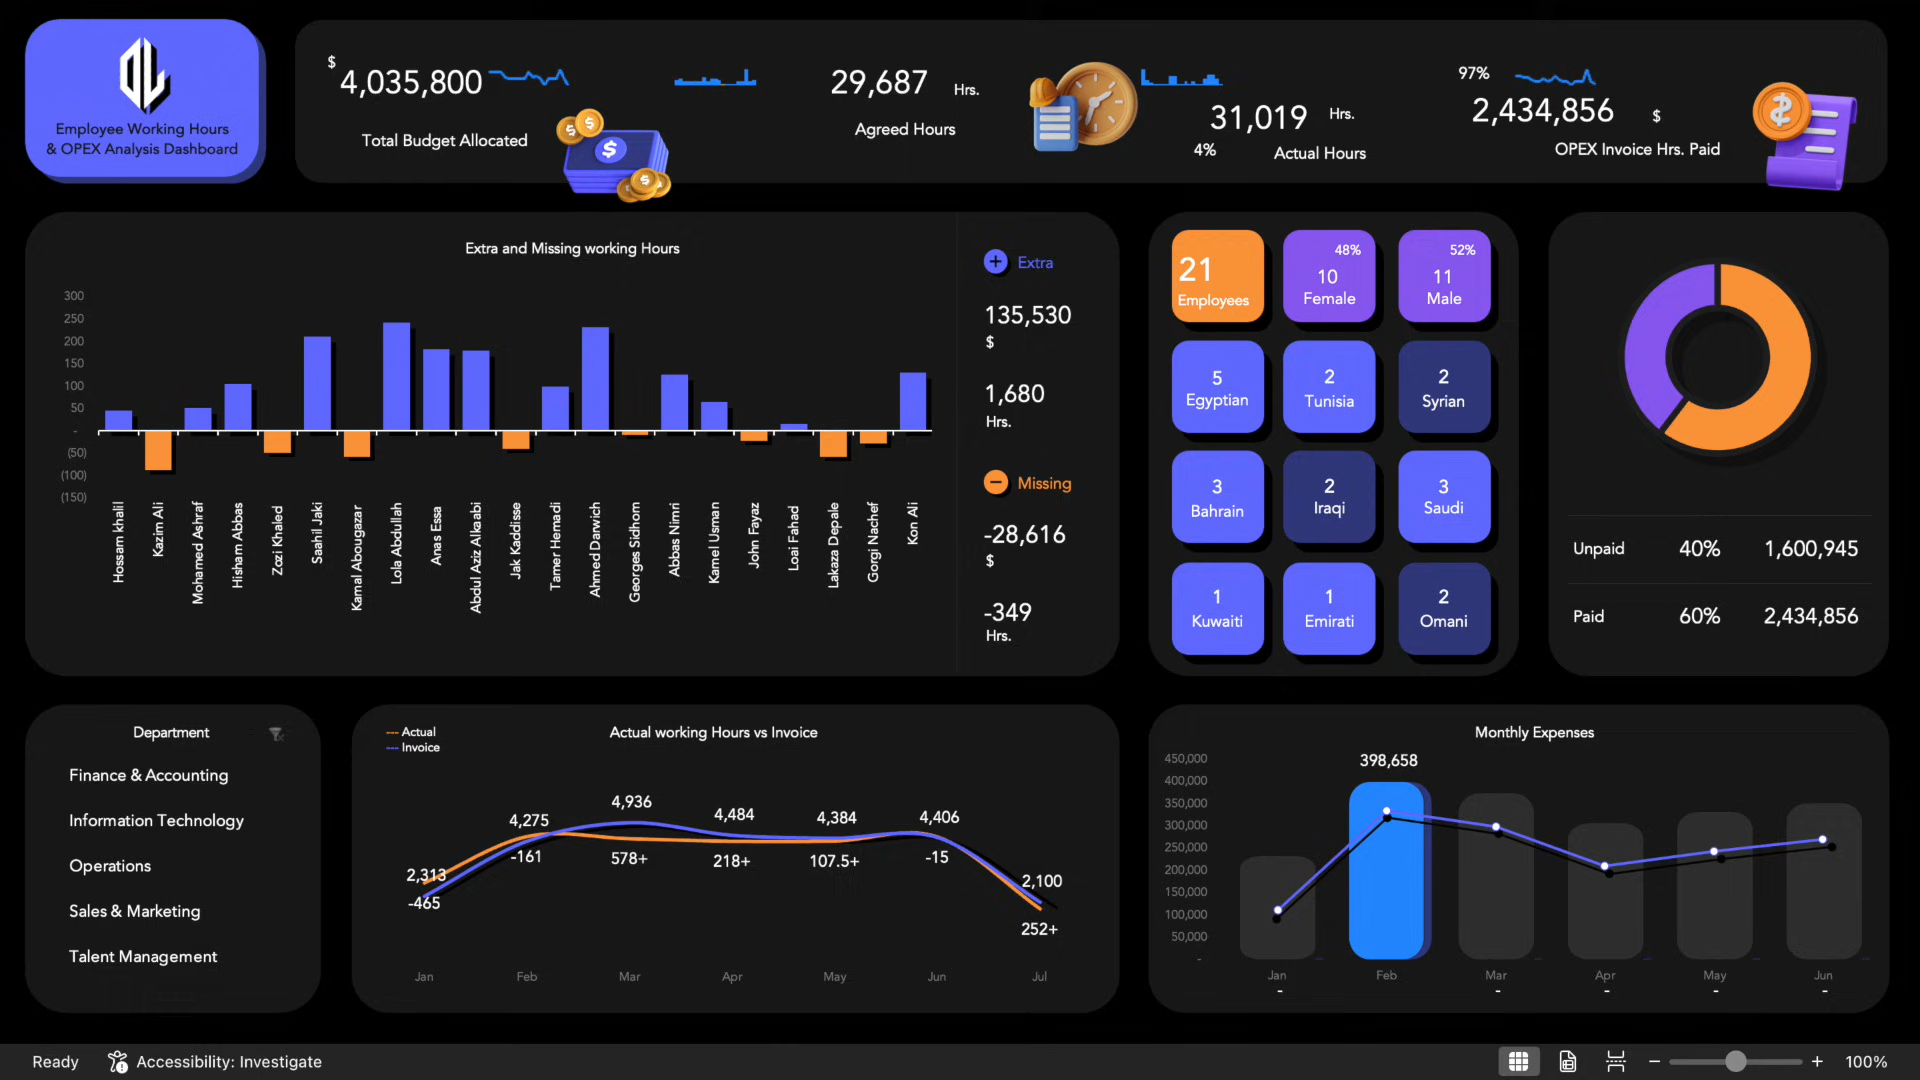 Employee Working Hours
& OPEX Analysis Dashboard
$
4,035,800
Total Budget Allocated
29,687 Hrs.
Agreed Hours
31,019 Hrs.
4%
Actual Hours
97%
2,434,856 $
OPEX Invoice Hrs. Paid
Extra and Missing working Hours
300
250
200
150
100
50
-
(50)
(100)
(150)
Hossam khalil
Kazim Ali
Mohamed Ashraf
Hisham Abbas
Zozi Khaled
Saahil Jaki
Kamal Abougazar
Lola Abdullah
Anas Essa
Abdul Aziz Alkaabi
Jak Kaddisse
Tamer Hemadi
Ahmed Darwich
Georges Sidhom
Abbas Nimri
Kamel Usman
John Fayaz
Loai Fahad
Lakaza Depale
Gorgi Nachef
Kon Ali
Extra
135,530
$
1,680
Hrs.
Missing
-28,616
$
-349
Hrs.
21
Employees
48%
10
Female
52%
11
Male
5
Egyptian
2
Tunisia
2
Syrian
3
Bahrain
2
Iraqi
3
Saudi
1
Kuwaiti
1
Emirati
2
Omani
Unpaid 40% 1,600,945
Paid 60% 2,434,856
Department
Finance & Accounting
Information Technology
Operations
Sales & Marketing
Talent Management
Actual
Invoice
Actual working Hours vs Invoice
2,313
4,275
4,936
4,484
4,384
4,406
2,100
-465
-161
578+
218+
107.5+
-15
252+
Jan
Feb
Mar
Apr
May
Jun
Jul
Monthly Expenses
450,000
400,000
350,000
300,000
250,000
200,000
150,000
100,000
50,000
-
398,658
Jan
Feb
Mar
Apr
May
Jun
-
-
-
-
-
Ready
Accessibility: Investigate
100%